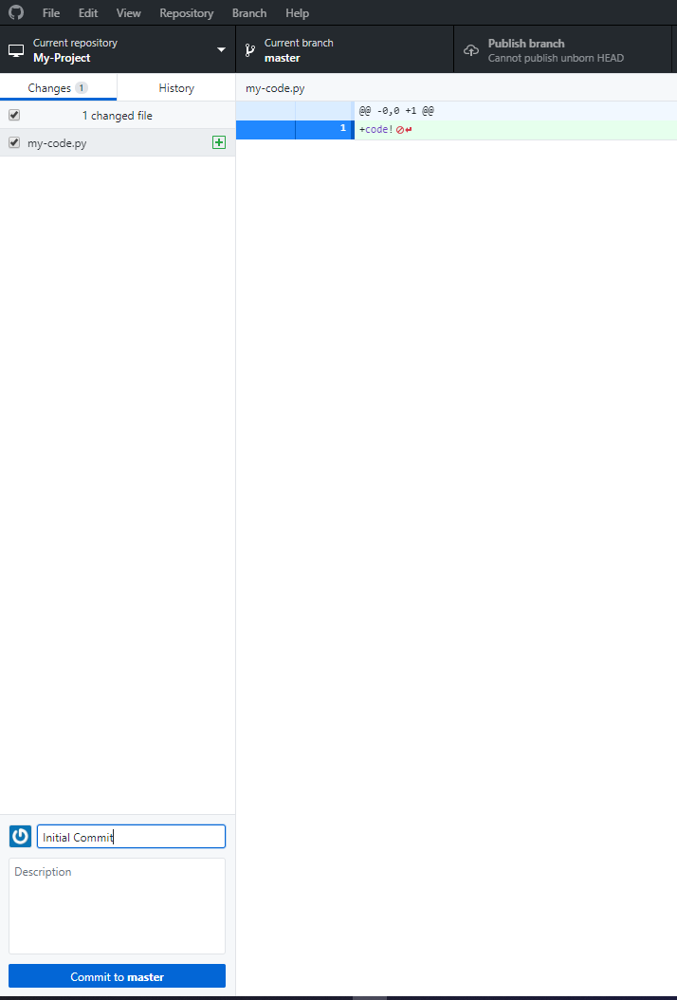 File Edit View Repository Branch Help
Current repository
My-Project
Current branch
master
Publish branch
Cannot publish unborn HEAD
Changes 1
History
my-code.py
1 changed file
my-code.py
@@ -0,0 +1 @@
1 +code!
Initial Commit
Description
Commit to master